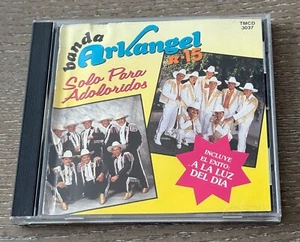 TMCD
3037
banda
Arkangel
R-15
Solo Para
Adoloridos
INCLUYE
EL EXITO:
A LA LUZ
DEL DIA